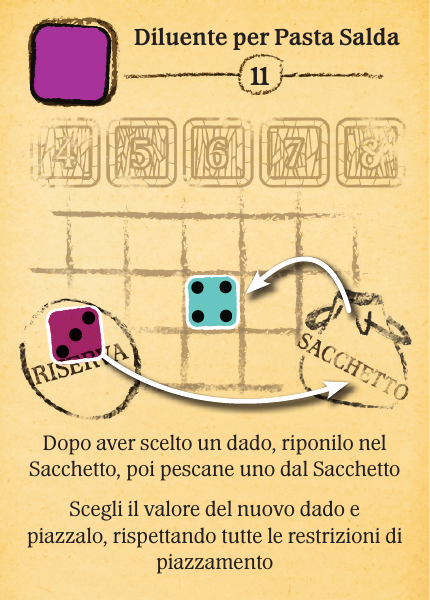 Diluente per Pasta Salda
11
4 5 6 7 8
RISERVA
SACCHETTO
Dopo aver scelto un dado, riponilo nel
Sacchetto, poi pescane uno dal Sacchetto
Scegli il valore del nuovo dado e
piazzalo, rispettando tutte le restrizioni di
piazzamento